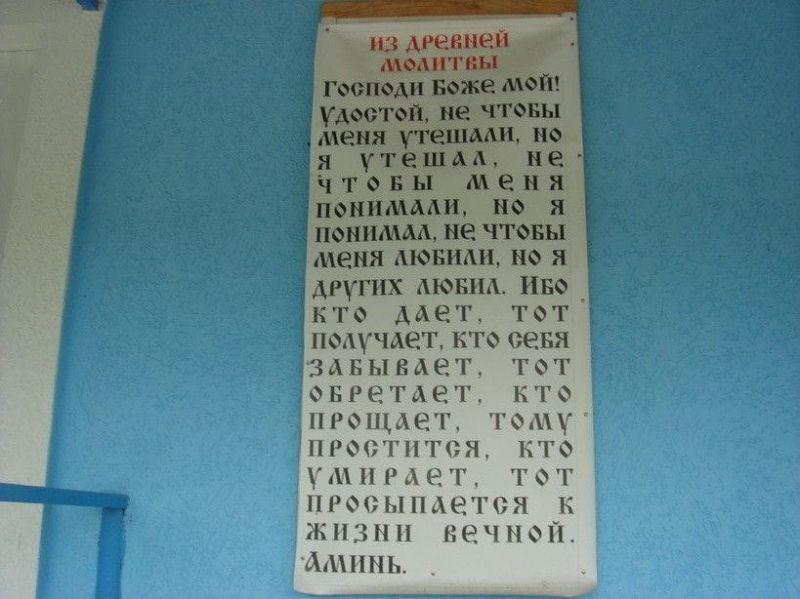 ИЗ ДРЕВНЕЙ
МОЛИТВЫ
Господи Боже мой!
Удостой, не чтобы
меня утешали, но
я утешал, не
чтобы меня
понимали, но я
понимал, не чтобы
меня любили, но я
других любил. Ибо
кто дает, тот
получает, кто себя
забывает, тот
обретает, кто
прощает, тому
простится, кто
умирает, тот
просыпается к
жизни вечной.
Аминь.